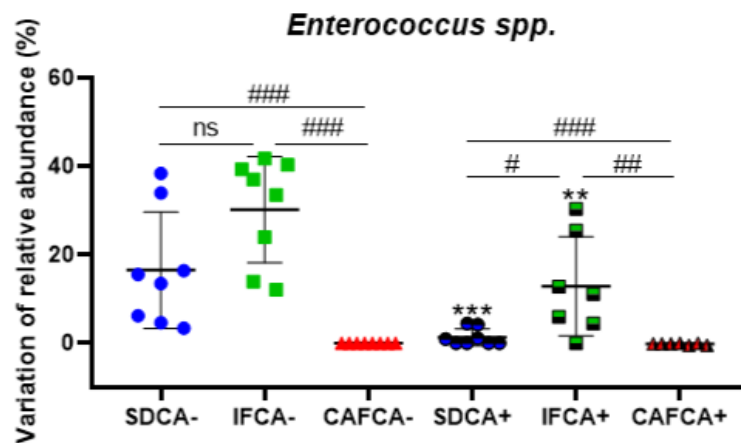 Enterococcus spp.
Variation of relative abundance (%)
60
40
20
0
###
ns
###
###
#
##
***
**
SDCA-
IFCA-
CAFCA-
SDCA+
IFCA+
CAFCA+